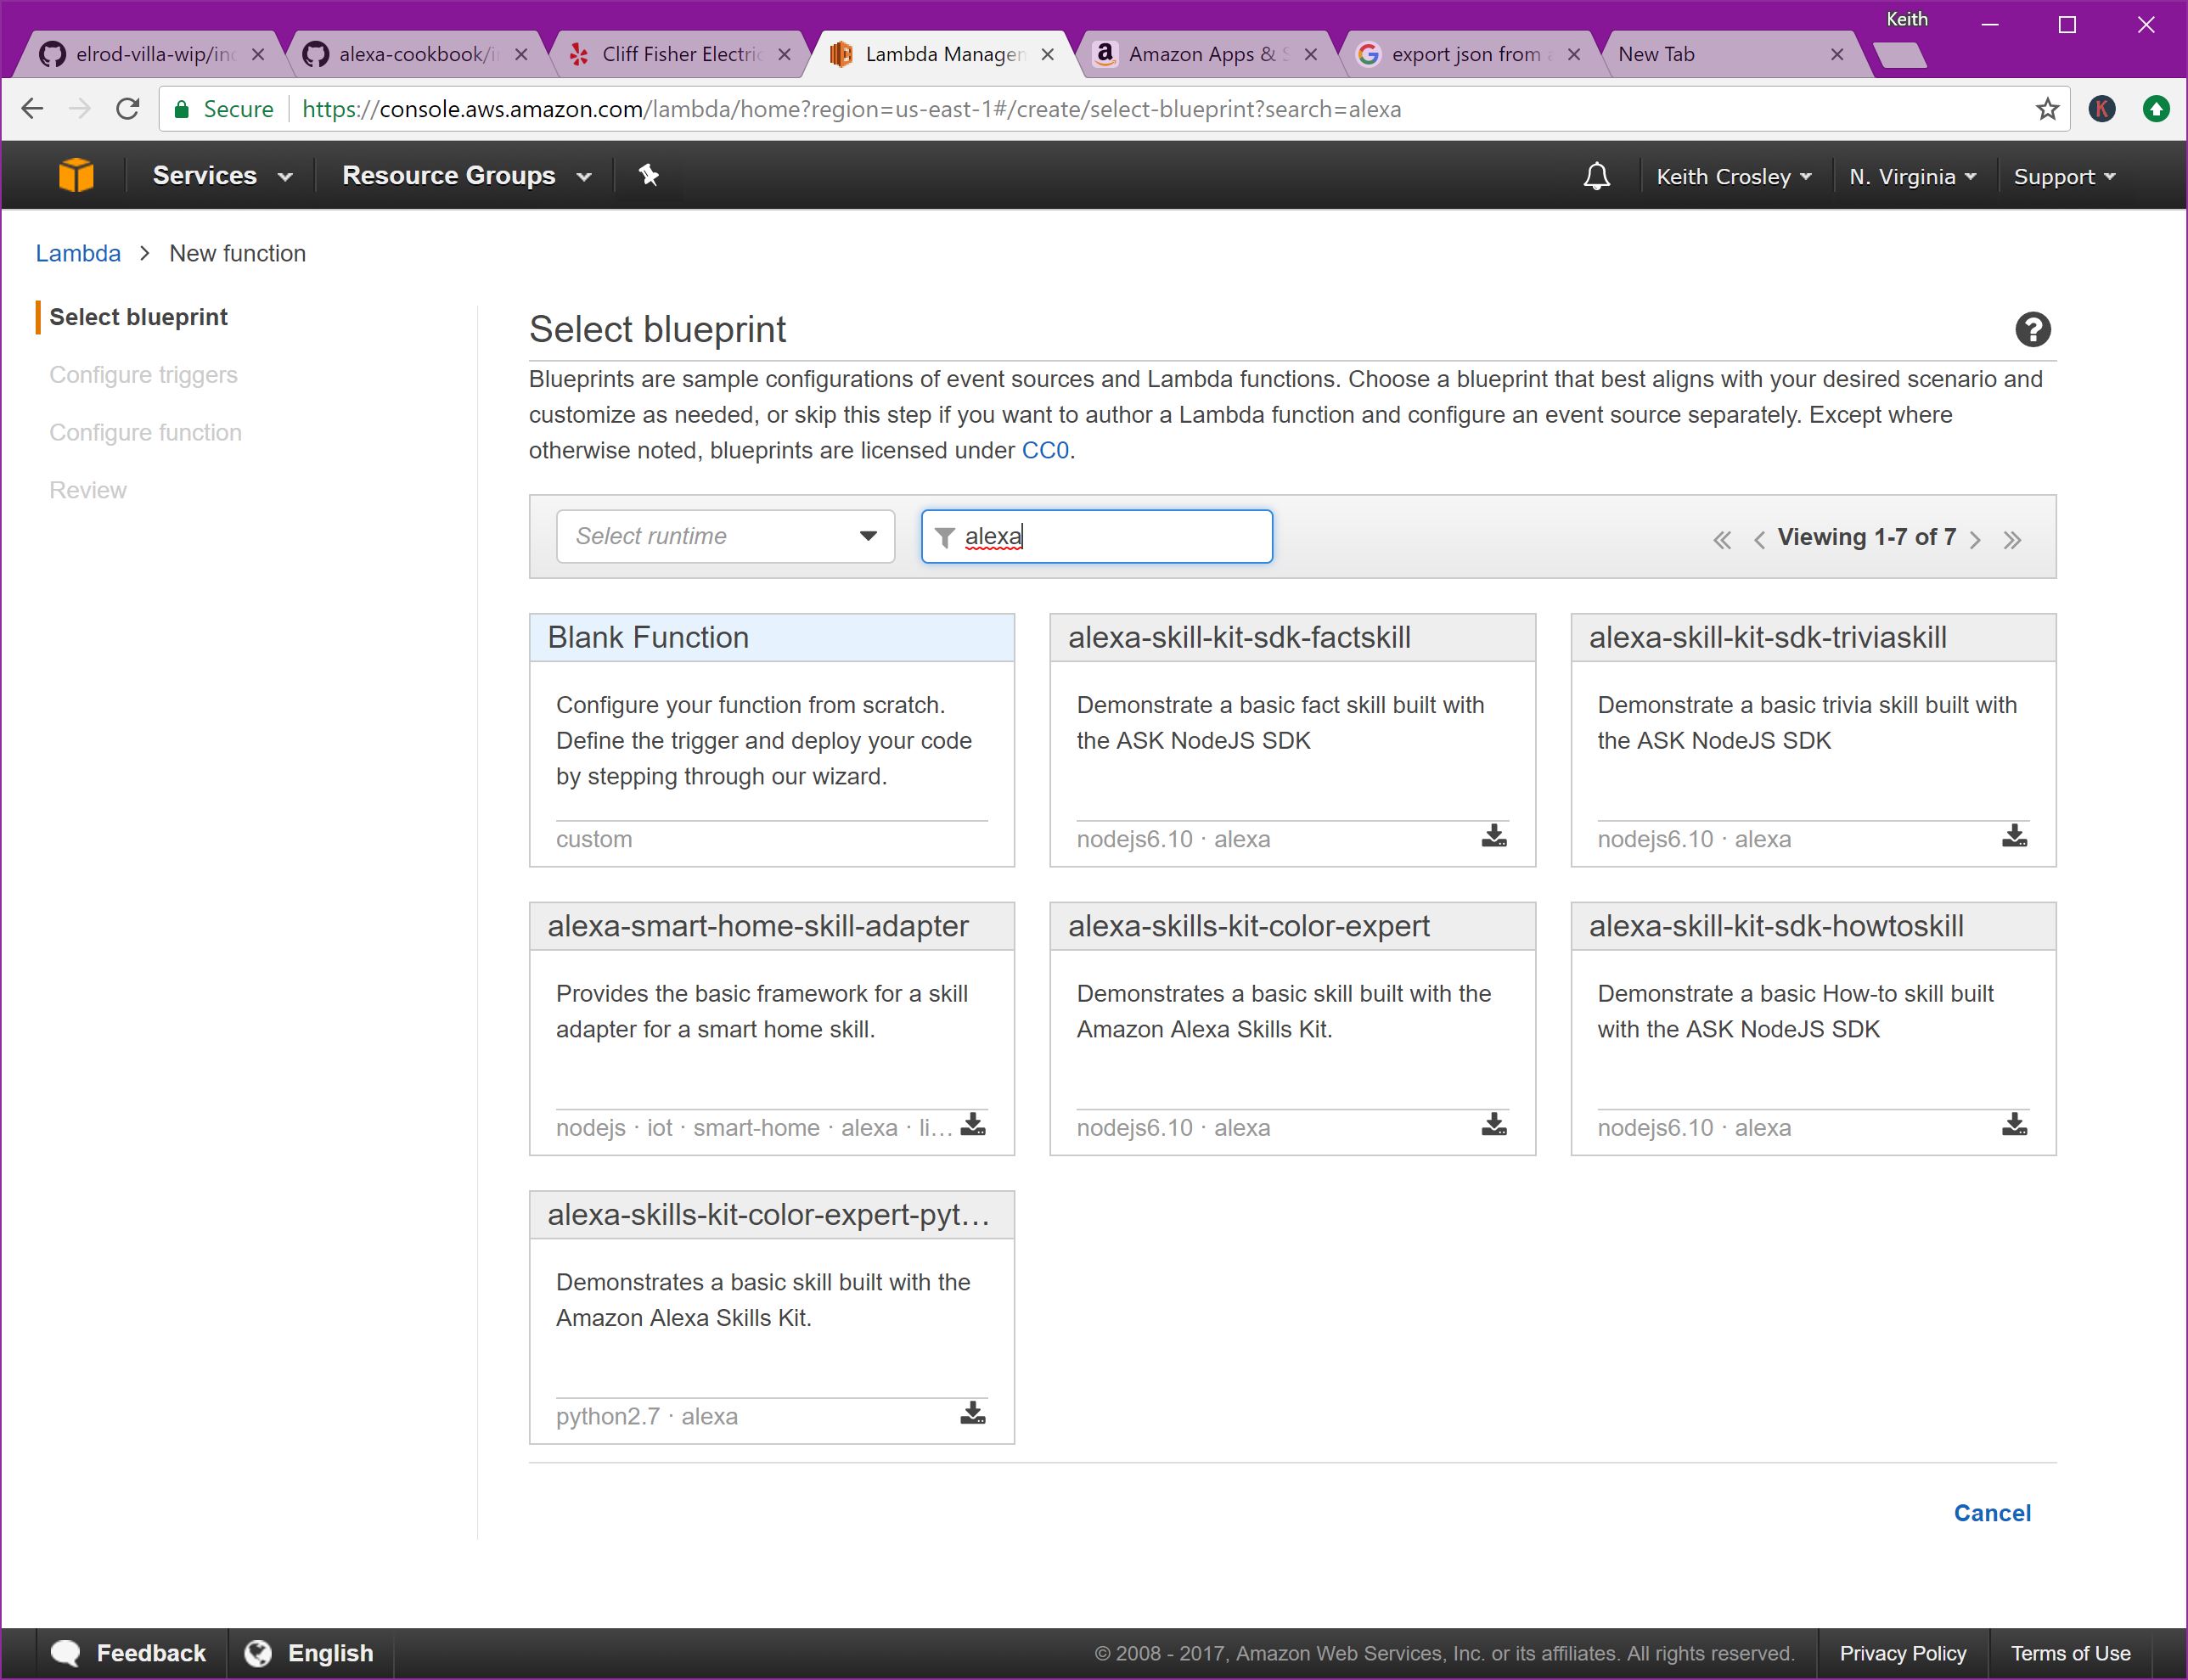 Keith
elrod-villa-wip/in
alexa-cookbook/i
Cliff Fisher Electri
Lambda Managem
Amazon Apps & S
export json from
New Tab
Secure
https://console.aws.amazon.com/lambda/home?region=us-east-1#/create/select-blueprint?search=alexa
K
Services
Resource Groups
Keith Crosley
N. Virginia
Support
Lambda > New function
Select blueprint
Configure triggers
Configure function
Review
Select blueprint
Blueprints are sample configurations of event sources and Lambda functions. Choose a blueprint that best aligns with your desired scenario and
customize as needed, or skip this step if you want to author a Lambda function and configure an event source separately. Except where
otherwise noted, blueprints are licensed under CC0.
Select runtime
alexa
« < Viewing 1-7 of 7 > »
Blank Function
Configure your function from scratch.
Define the trigger and deploy your code
by stepping through our wizard.
custom
alexa-skill-kit-sdk-factskill
Demonstrate a basic fact skill built with
the ASK NodeJS SDK
nodejs6.10 · alexa
alexa-skill-kit-sdk-triviaskill
Demonstrate a basic trivia skill built with
the ASK NodeJS SDK
nodejs6.10 · alexa
alexa-smart-home-skill-adapter
Provides the basic framework for a skill
adapter for a smart home skill.
nodejs · iot · smart-home · alexa · li…
alexa-skills-kit-color-expert
Demonstrates a basic skill built with the
Amazon Alexa Skills Kit.
nodejs6.10 · alexa
alexa-skill-kit-sdk-howtoskill
Demonstrate a basic How-to skill built
with the ASK NodeJS SDK
nodejs6.10 · alexa
alexa-skills-kit-color-expert-pyt…
Demonstrates a basic skill built with the
Amazon Alexa Skills Kit.
python2.7 · alexa
Cancel
Feedback
English
© 2008 - 2017, Amazon Web Services, Inc. or its affiliates. All rights reserved.
Privacy Policy
Terms of Use